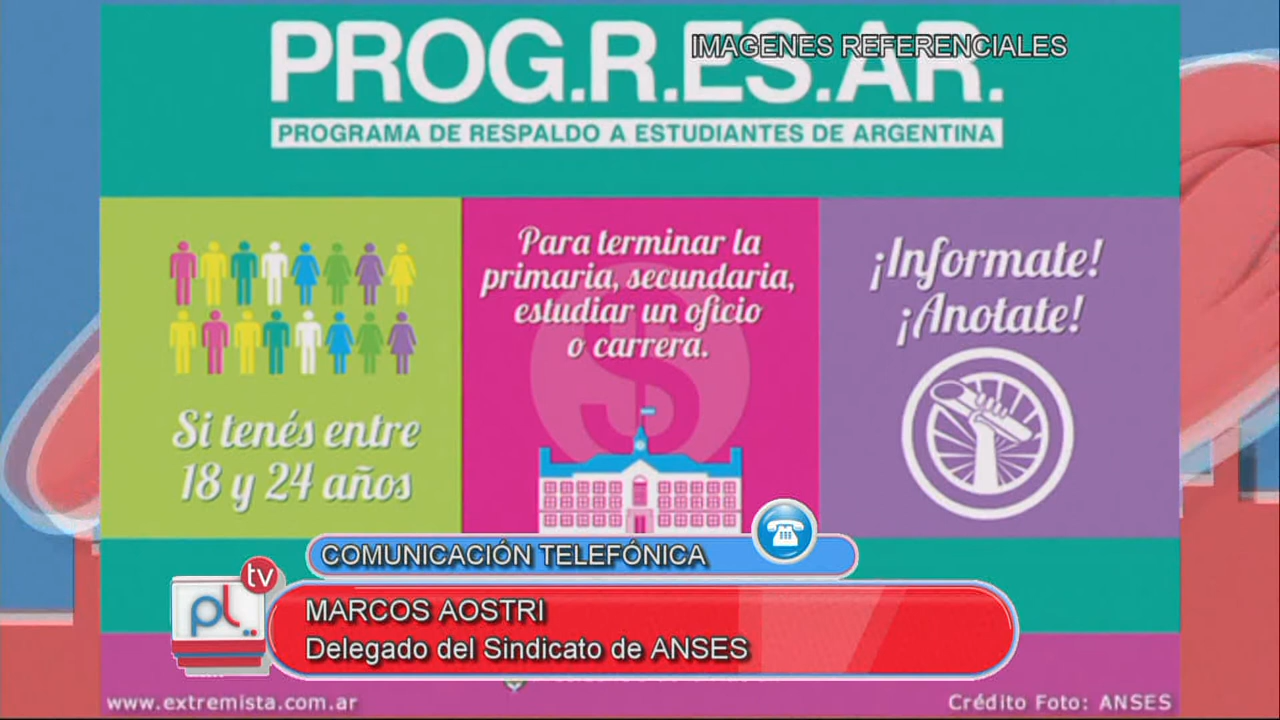 PROG.R.ES.AR.
IMAGENES REFERENCIALES
PROGRAMA DE RESPALDO A ESTUDIANTES DE ARGENTINA
Si tenés entre
18 y 24 años
Para terminar la
primaria, secundaria,
estudiar un oficio
o carrera.
¡Informate!
¡Anotate!
COMUNICACIÓN TELEFÓNICA
tv
pl..
MARCOS AOSTRI
Delegado del Sindicato de ANSES
www.extremista.com.ar
Crédito Foto: ANSES